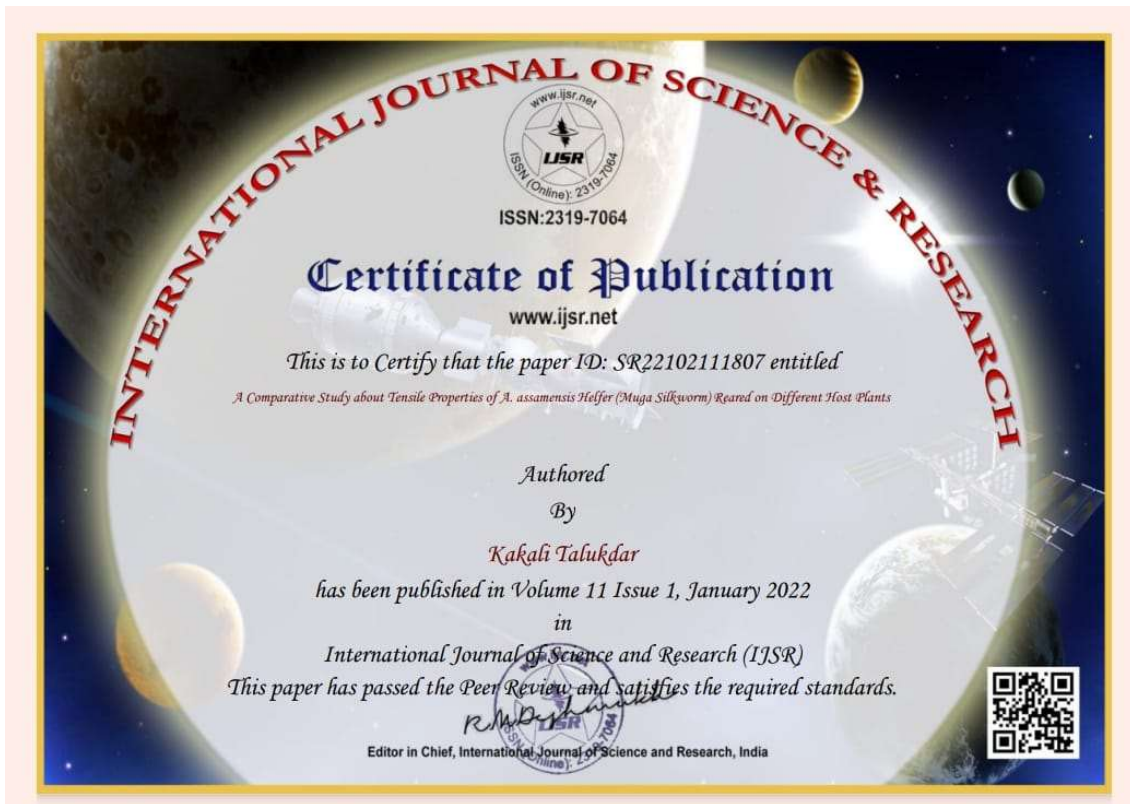 INTERNATIONAL JOURNAL OF SCIENCE & RESEARCH
www.ijsr.net
IJSR
ISSN (Online): 2319-7064
ISSN:2319-7064
Certificate of Publication
www.ijsr.net
This is to Certify that the paper ID: SR22102111807 entitled
A Comparative Study about Tensile Properties of A. assamensis Helfer (Muga Silkworm) Reared on Different Host Plants
Authored
By
Kakali Talukdar
has been published in Volume 11 Issue 1, January 2022
in
International Journal of Science and Research (IJSR)
This paper has passed the Peer Review and satisfies the required standards.
IJSR
(Online): 2319-7064
Editor in Chief, International Journal of Science and Research, India